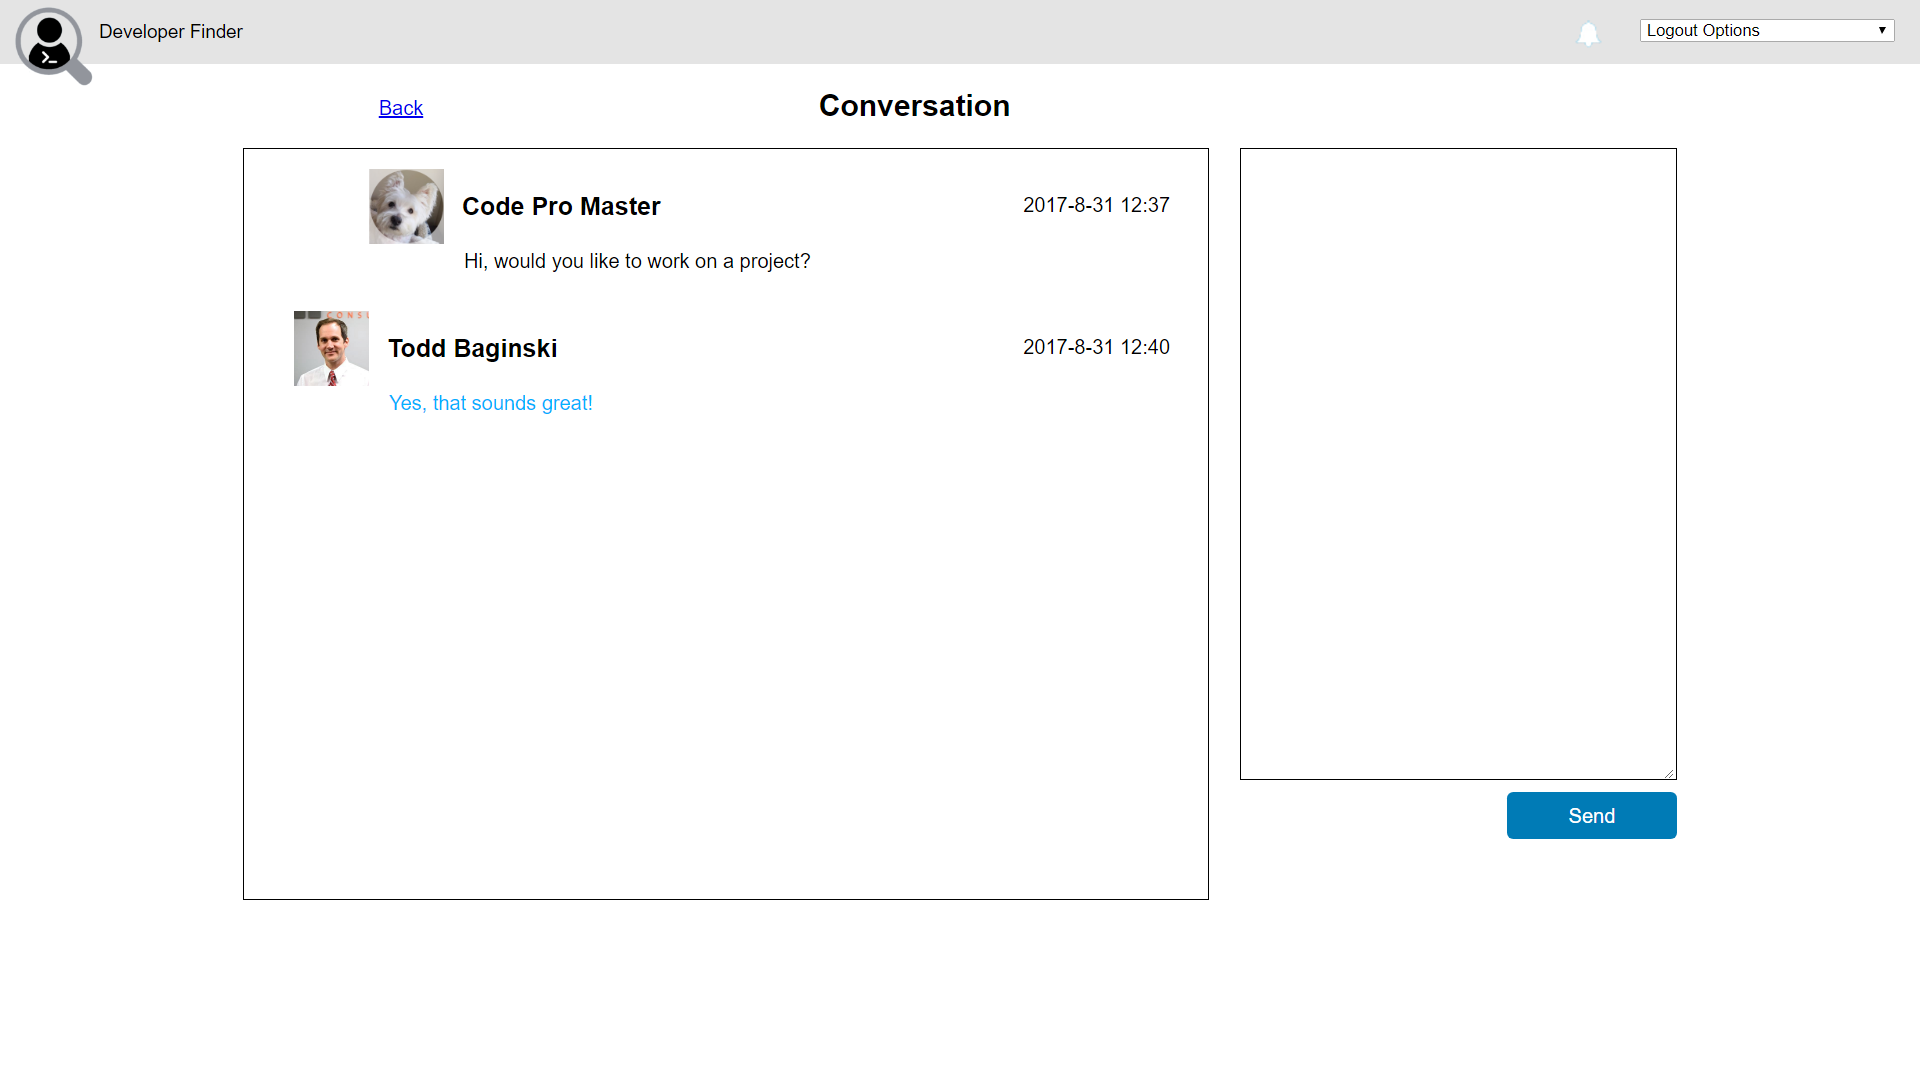 Developer Finder
Logout Options
Back
Conversation
Code Pro Master
2017-8-31 12:37
Hi, would you like to work on a project?
CONSU
Todd Baginski
2017-8-31 12:40
Yes, that sounds great!
Send